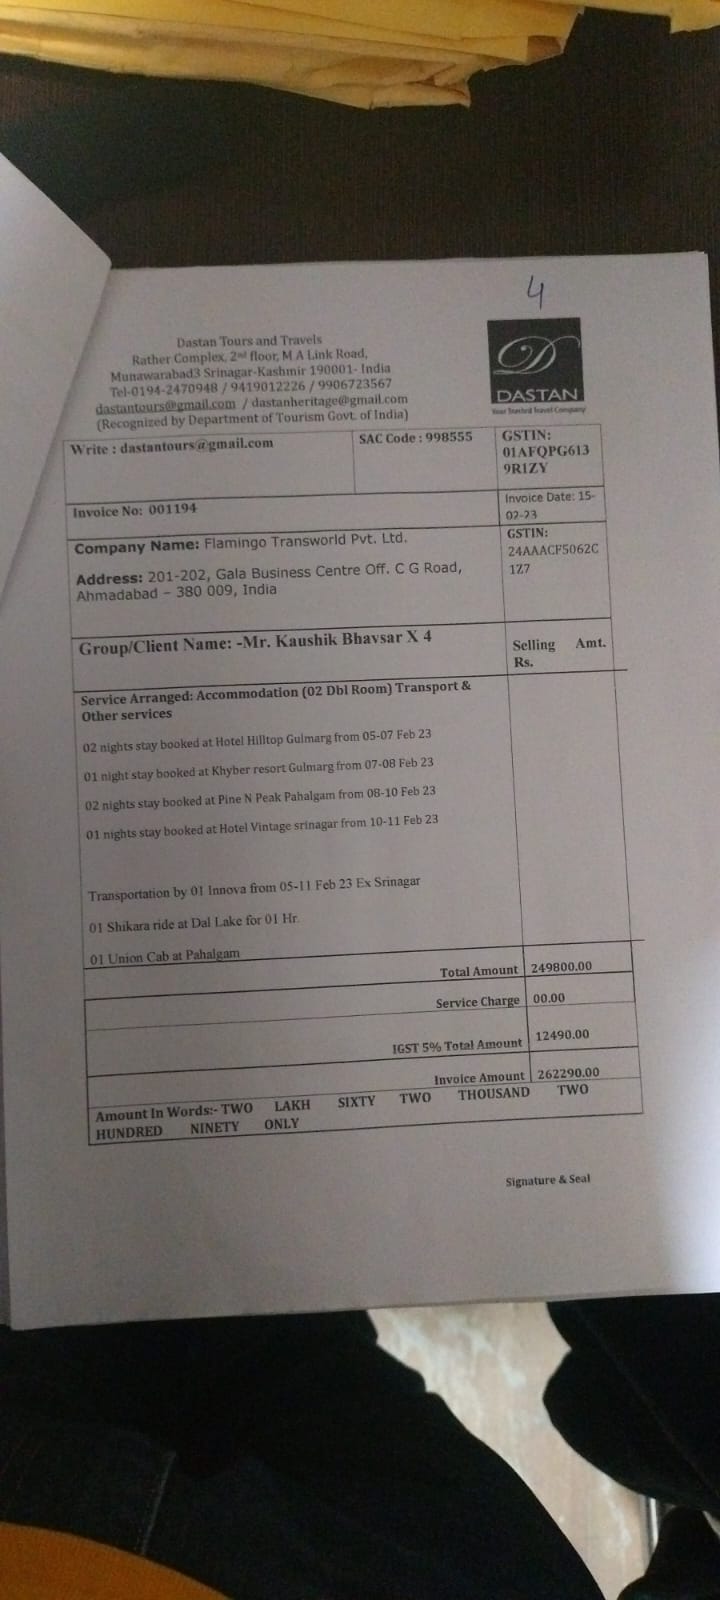 4
Dastan Tours and Travels
Rather Complex, 2nd floor, M A Link Road,
Munawarabad3 Srinagar-Kashmir 190001- India
Tel-0194-2470948 / 9419012226 / 9906723567
dastantours@gmail.com / dastanheritage@gmail.com
(Recognized by Department of Tourism Govt. of India)
D
DASTAN
Your Trusted Travel Company
Write : dastantours@gmail.com
SAC Code : 998555
GSTIN:
01AFQPG613
9R1ZY
Invoice No: 001194
Invoice Date: 15-
02-23
Company Name: Flamingo Transworld Pvt. Ltd.
Address: 201-202, Gala Business Centre Off. C G Road,
Ahmadabad – 380 009, India
GSTIN:
24AAACF5062C
1Z7
Group/Client Name: -Mr. Kaushik Bhavsar X 4
Selling Amt.
Rs.
Service Arranged: Accommodation (02 Dbl Room) Transport &
Other services
02 nights stay booked at Hotel Hilltop Gulmarg from 05-07 Feb 23
01 night stay booked at Khyber resort Gulmarg from 07-08 Feb 23
02 nights stay booked at Pine N Peak Pahalgam from 08-10 Feb 23
01 nights stay booked at Hotel Vintage srinagar from 10-11 Feb 23
Transportation by 01 Innova from 05-11 Feb 23 Ex Srinagar
01 Shikara ride at Dal Lake for 01 Hr.
01 Union Cab at Pahalgam
Total Amount 249800.00
Service Charge 00.00
IGST 5% Total Amount 12490.00
Invoice Amount 262290.00
Amount In Words:- TWO LAKH SIXTY TWO THOUSAND TWO
HUNDRED NINETY ONLY
Signature & Seal